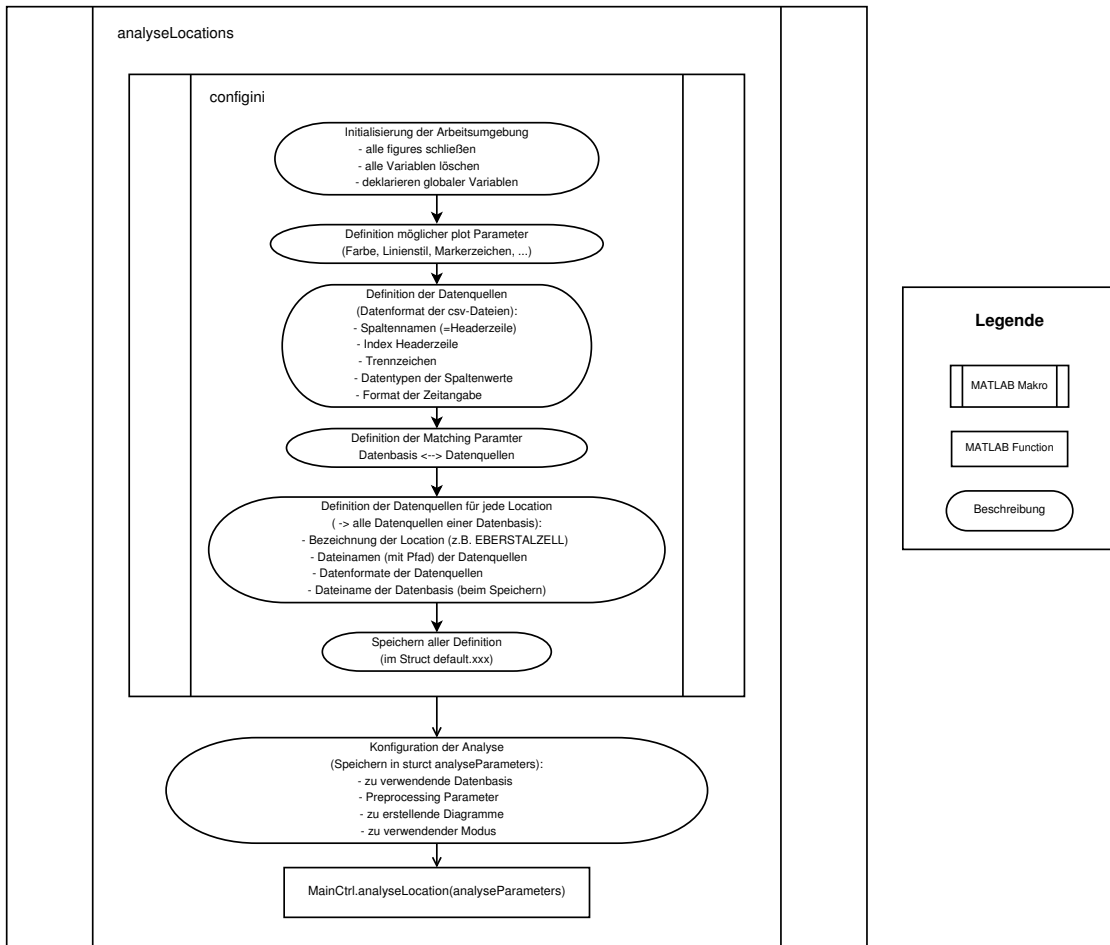 analyseLocations
configini
Initialisierung der Arbeitsumgebung
- alle figures schließen
- alle Variablen löschen
- deklarieren globaler Variablen
Definition möglicher plot Parameter
(Farbe, Linienstil, Markerzeichen, ...)
Definition der Datenquellen
(Datenformat der csv-Dateien):
- Spaltennamen (=Headerzeile)
- Index Headerzeile
- Trennzeichen
- Datentypen der Spaltenwerte
- Format der Zeitangabe
Definition der Matching Paramter
Datenbasis <--> Datenquellen
Definition der Datenquellen für jede Location
( -> alle Datenquellen einer Datenbasis):
- Bezeichnung der Location (z.B. EBERSTALZELL)
- Dateinamen (mit Pfad) der Datenquellen
- Datenformate der Datenquellen
- Dateiname der Datenbasis (beim Speichern)
Speichern aller Definition
(im Struct default.xxx)
Konfiguration der Analyse
(Speichern in sturct analyseParameters):
- zu verwendende Datenbasis
- Preprocessing Parameter
- zu erstellende Diagramme
- zu verwendender Modus
MainCtrl.analyseLocation(analyseParameters)
Legende
MATLAB Makro
MATLAB Function
Beschreibung